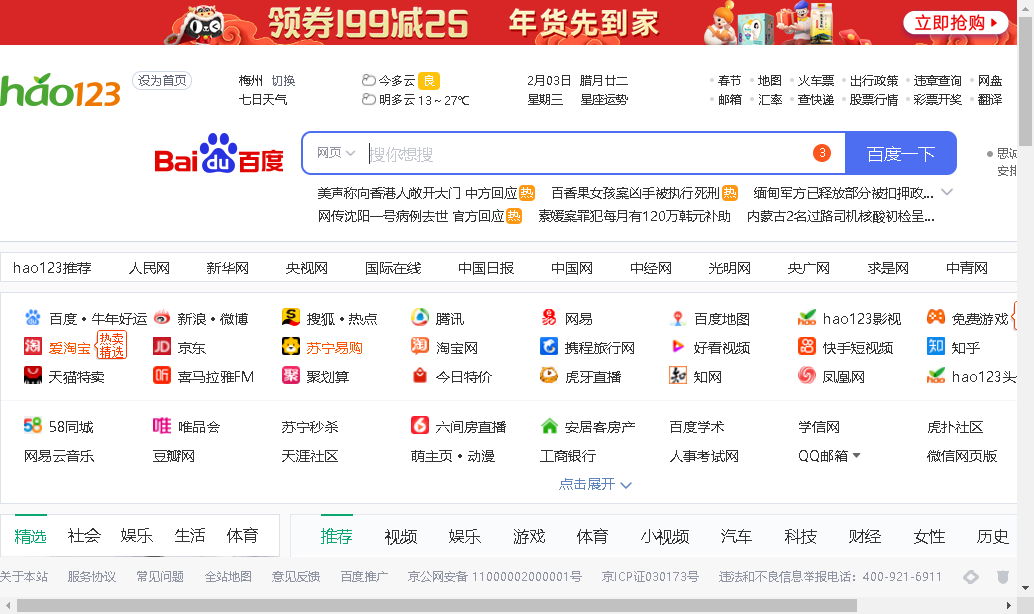 领券199减25 年货先到家 立即抢购
hao123 设为首页 梅州 切换 今多云 良 2月03日 腊月廿二 春节 地图 火车票 出行政策 违章查询 网盘
七日天气 明多云 13 ~ 27℃ 星期三 星座运势 邮箱 汇率 查快递 股票行情 彩票开奖 翻译
Bai du 百度 网页 搜你想搜 3 百度一下
思诚
安排
美声称向香港人敞开大门 中方回应 热 百香果女孩案凶手被执行死刑 热 缅甸军方已释放部分被扣押政...
网传沈阳一号病例去世 官方回应 热 素媛案罪犯每月有120万韩元补助 内蒙古2名过路司机核酸初检呈...
hao123推荐 人民网 新华网 央视网 国际在线 中国日报 中国网 中经网 光明网 央广网 求是网 中青网
百度 • 牛年好运 新浪 • 微博 搜狐 • 热点 腾讯 网易 百度地图 hao123影视 免费游戏
爱淘宝 热卖精选 京东 苏宁易购 淘宝网 携程旅行网 好看视频 快手短视频 知乎
天猫特卖 喜马拉雅FM 聚划算 今日特价 虎牙直播 知网 凤凰网 hao123头
58同城 唯品会 苏宁秒杀 六间房直播 安居客房产 百度学术 学信网 虎扑社区
网易云音乐 豆瓣网 天涯社区 萌主页 • 动漫 工商银行 人事考试网 QQ邮箱 微信网页版
点击展开
精选 社会 娱乐 生活 体育 推荐 视频 娱乐 游戏 体育 小视频 汽车 科技 财经 女性 历史
关于本站 服务协议 常见问题 全站地图 意见反馈 百度推广 京公网安备 11000002000001号 京ICP证030173号 违法和不良信息举报电话：400-921-6911